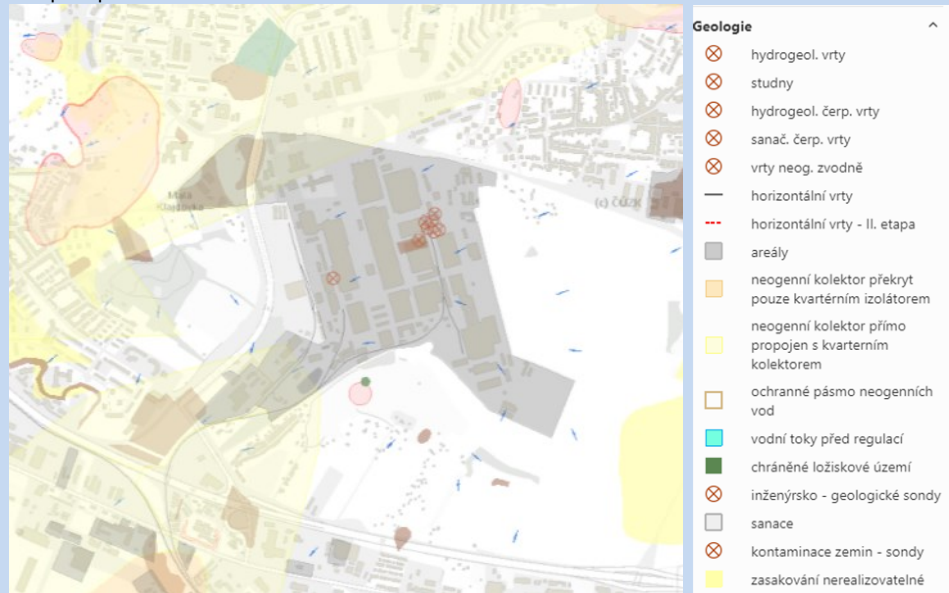 Malá
Klajdovka
(c) ČÚZK
Geologie
hydrogeol. vrty
studny
hydrogeol. čerp. vrty
sanač. čerp. vrty
vrty neog. zvodně
horizontální vrty
horizontální vrty - II. etapa
areály
neogenní kolektor překryt
pouze kvartérním izolátorem
neogenní kolektor přímo
propojen s kvarterním
kolektorem
ochranné pásmo neogenních
vod
vodní toky před regulací
chráněné ložiskové území
inženýrsko - geologické sondy
sanace
kontaminace zemin - sondy
zasakování nerealizovatelné